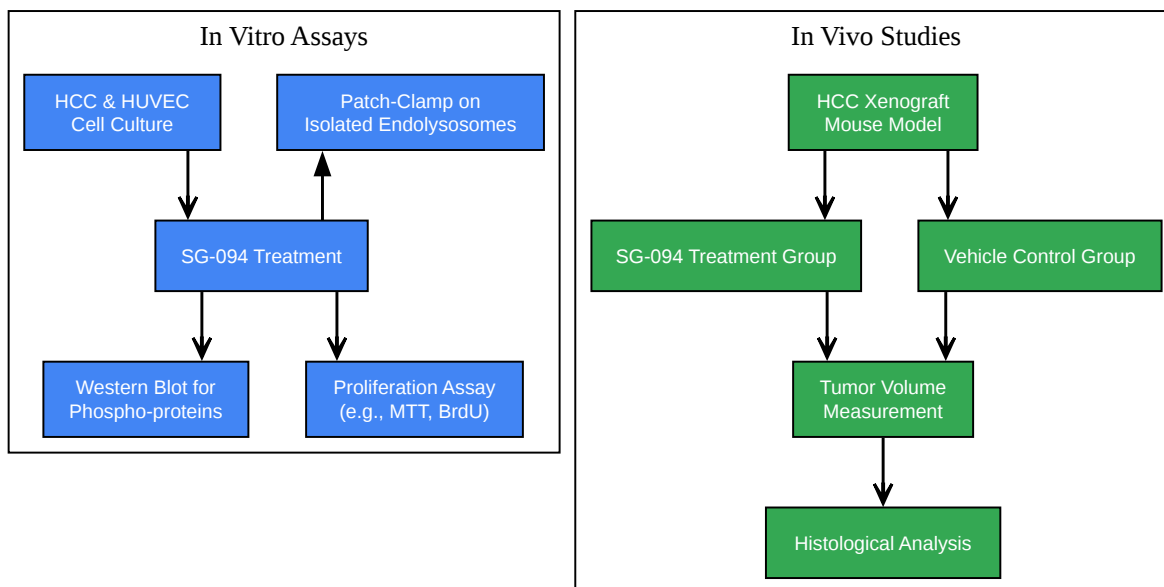 In Vitro Assays
HCC & HUVEC
Cell Culture
Patch-Clamp on
Isolated Endolysosomes
SG-094 Treatment
Western Blot for
Phospho-proteins
Proliferation Assay
(e.g., MTT, BrdU)
In Vivo Studies
HCC Xenograft
Mouse Model
SG-094 Treatment Group
Vehicle Control Group
Tumor Volume
Measurement
Histological Analysis